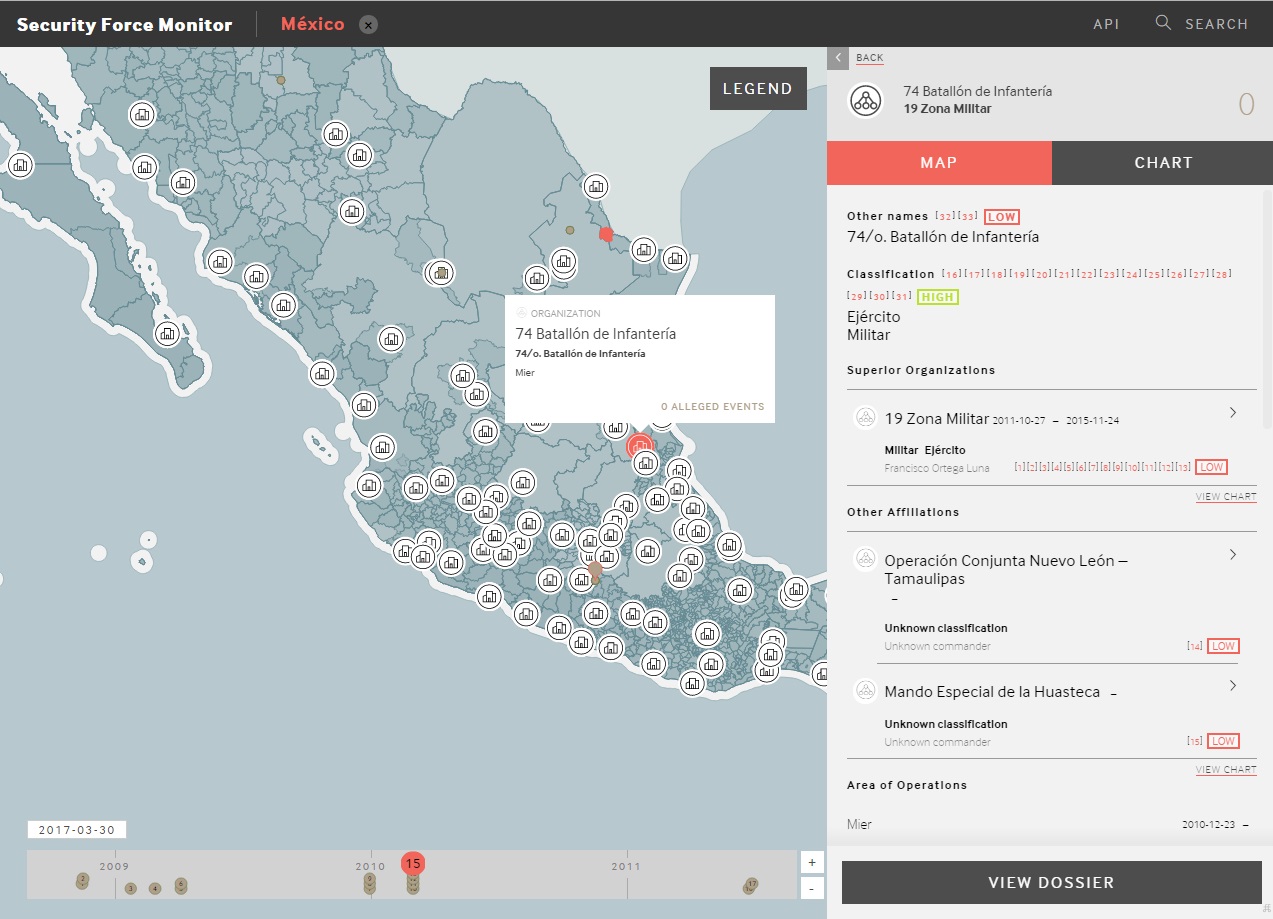 Security Force Monitor
México
×
API
SEARCH
LEGEND
ORGANIZATION
74 Batallón de Infantería
74/o. Batallón de Infantería
Mier
0 ALLEGED EVENTS
2017-03-30
2009
2010
2011
15
2
3
4
6
9
17
+
-
BACK
74 Batallón de Infantería
19 Zona Militar
0
MAP
CHART
Other names [32][33] LOW
74/o. Batallón de Infantería
Classification [16][17][18][19][20][21][22][23][24][25][26][27][28]
[29][30][31] HIGH
Ejército
Militar
Superior Organizations
19 Zona Militar 2011-10-27 – 2015-11-24
Militar Ejército
Francisco Ortega Luna [1][2][3][4][5][6][7][8][9][10][11][12][13] LOW
VIEW CHART
Other Affiliations
Operación Conjunta Nuevo León –
Tamaulipas
–
Unknown classification
Unknown commander [14] LOW
Mando Especial de la Huasteca –
Unknown classification
Unknown commander [15] LOW
VIEW CHART
Area of Operations
Mier 2010-12-23 –
VIEW DOSSIER